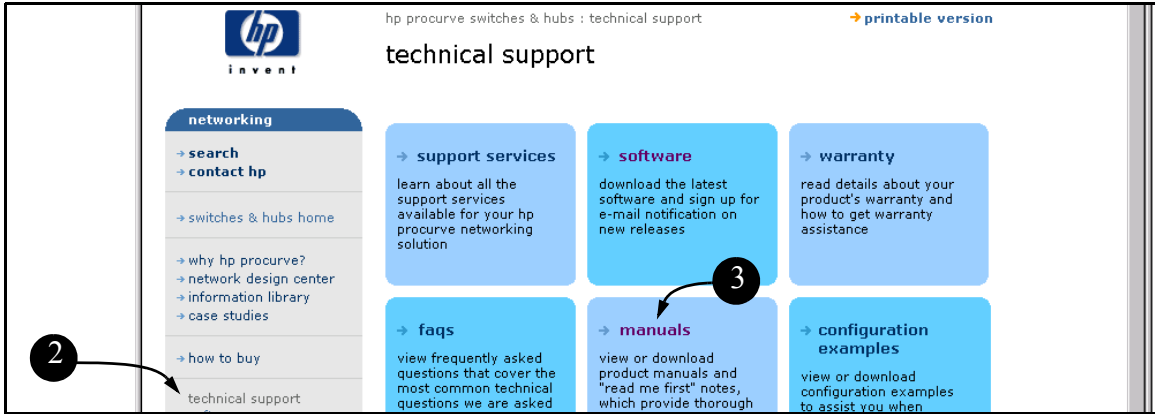 hp procurve switches & hubs : technical support
printable version
hp
invent
technical support
networking
search
contact hp
switches & hubs home
why hp procurve?
network design center
information library
case studies
how to buy
technical support
support services
learn about all the
support services
available for your hp
procurve networking
solution
software
download the latest
software and sign up for
e-mail notification on
new releases
warranty
read details about your
product's warranty and
how to get warranty
assistance
faqs
view frequently asked
questions that cover the
most common technical
questions we are asked
manuals
view or download
product manuals and
"read me first" notes,
which provide thorough
configuration
examples
view or download
configuration examples
to assist you when
2
3